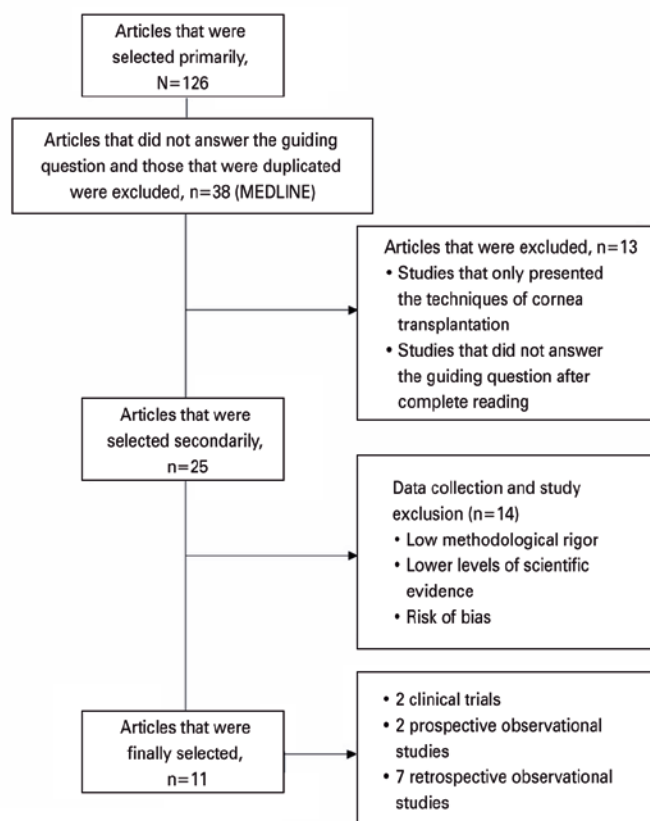 Articles that were
selected primarily,
N=126
Articles that did not answer the guiding
question and those that were duplicated
were excluded, n=38 (MEDLINE)
Articles that were excluded, n=13
• Studies that only presented
the techniques of cornea
transplantation
• Studies that did not answer
the guiding question after
complete reading
Articles that were
selected secondarily,
n=25
Data collection and study
exclusion (n=14)
• Low methodological rigor
• Lower levels of scientific
evidence
• Risk of bias
Articles that were
finally selected,
n=11
• 2 clinical trials
• 2 prospective observational
studies
• 7 retrospective observational
studies